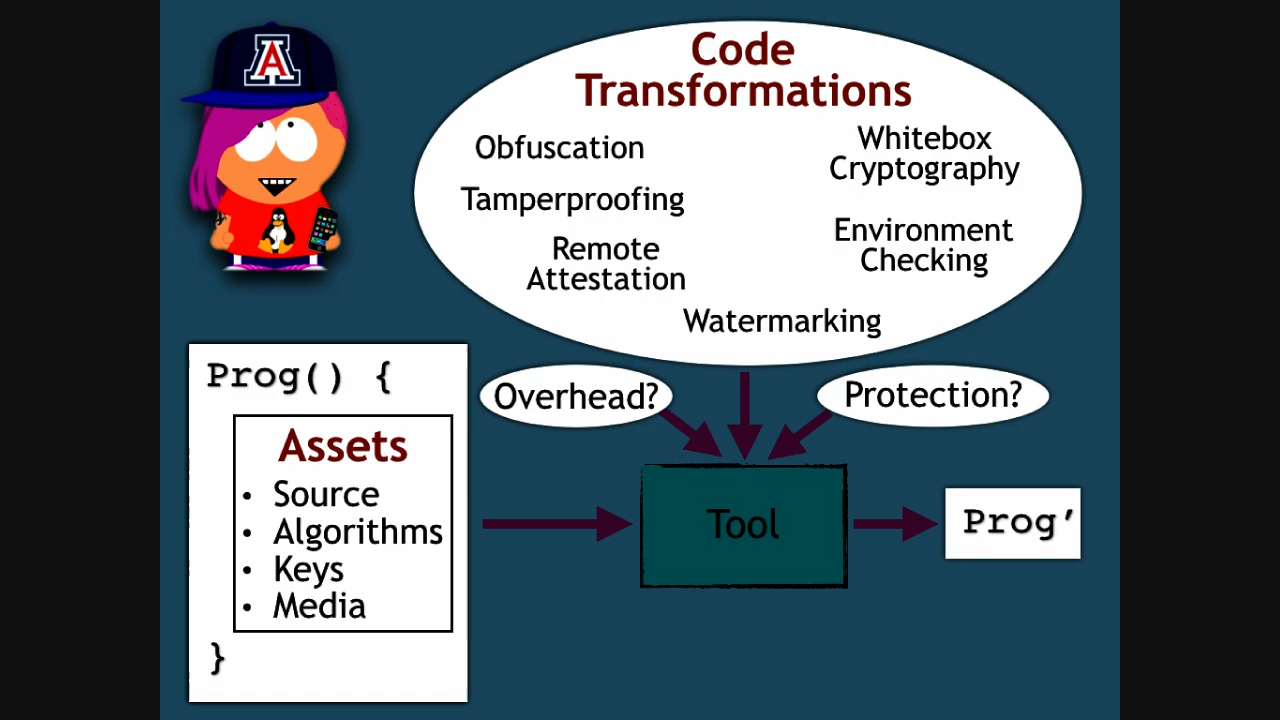 A
Code
Transformations
Obfuscation
Whitebox
Cryptography
Tamperproofing
Remote
Attestation
Environment
Checking
Watermarking
Prog() {
Assets
• Source
• Algorithms
• Keys
• Media
}
Overhead?
Protection?
Tool
Prog’